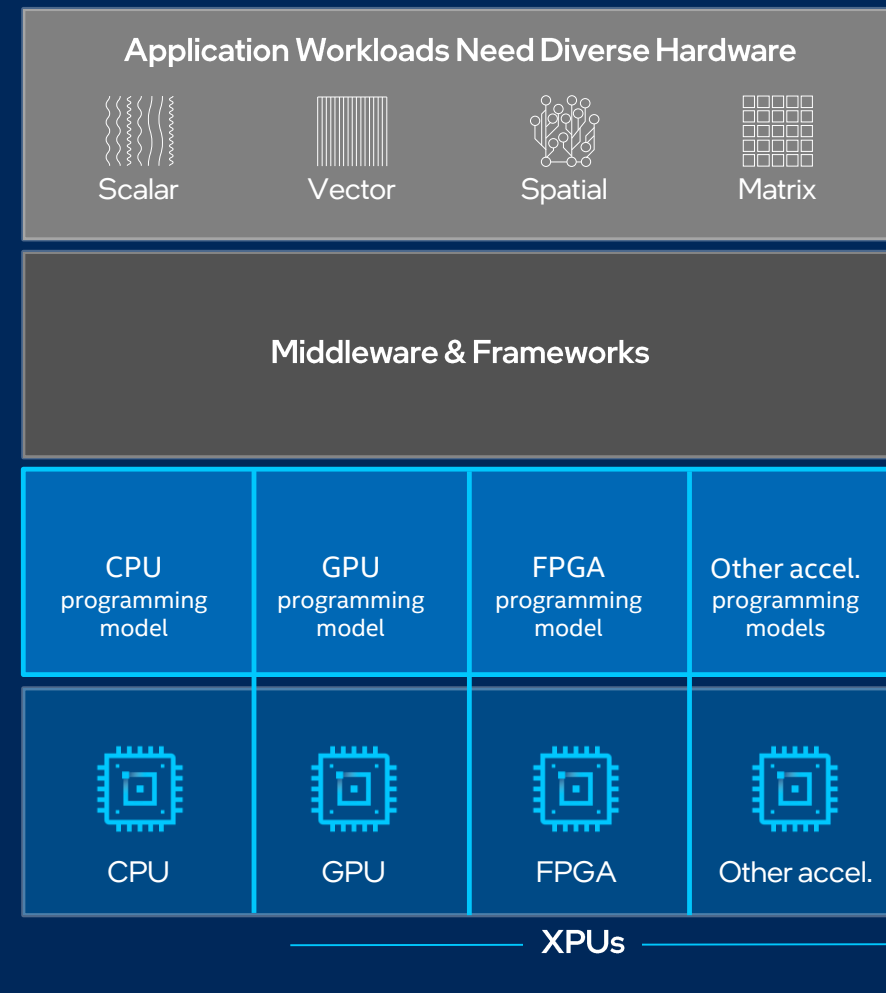 Application Workloads Need Diverse Hardware
Scalar
Vector
Spatial
Matrix
Middleware & Frameworks
CPU
programming
model
GPU
programming
model
FPGA
programming
model
Other accel.
programming
models
CPU
GPU
FPGA
Other accel.
XPUs